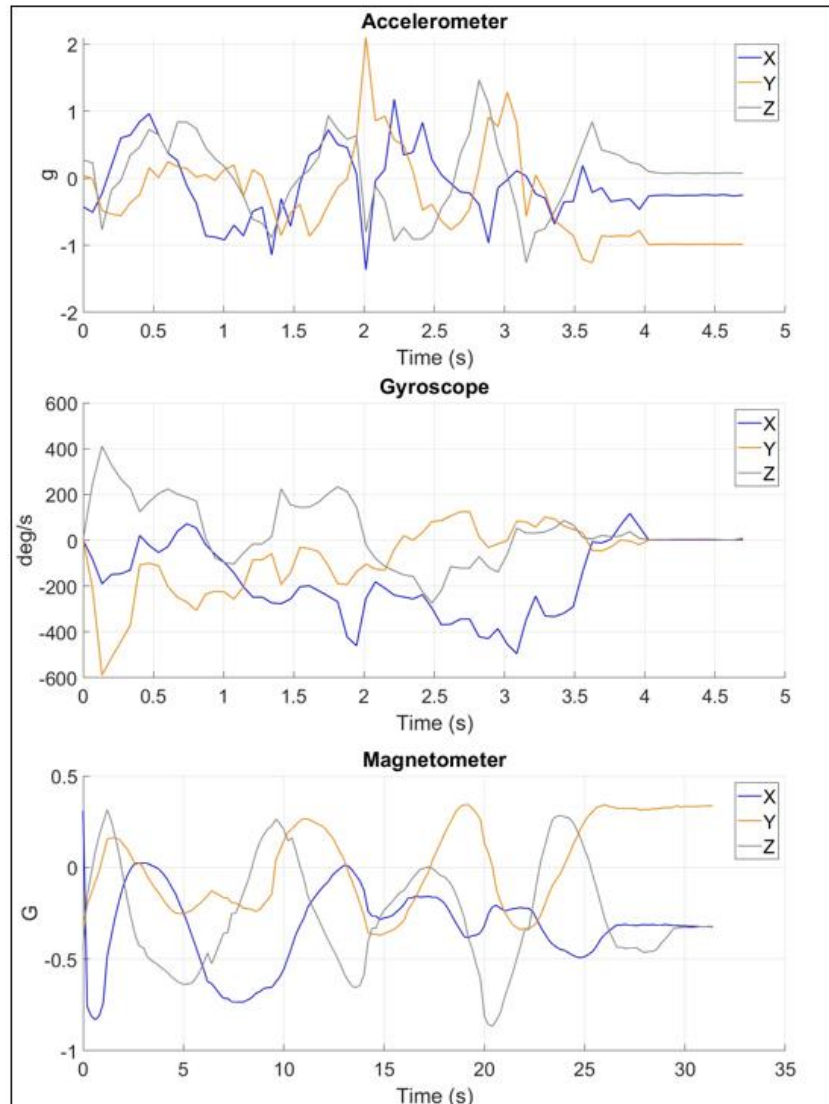 Accelerometer
2
1
0
-1
-2
g
X
Y
Z
0 0.5 1 1.5 2 2.5 3 3.5 4 4.5 5
Time (s)
Gyroscope
600
400
200
0
-200
-400
-600
deg/s
X
Y
Z
0 0.5 1 1.5 2 2.5 3 3.5 4 4.5 5
Time (s)
Magnetometer
0.5
0
-0.5
-1
G
X
Y
Z
0 5 10 15 20 25 30 35
Time (s)